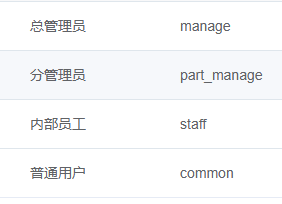 总管理员 manage
分管理员 part_manage
内部员工 staff
普通用户 common